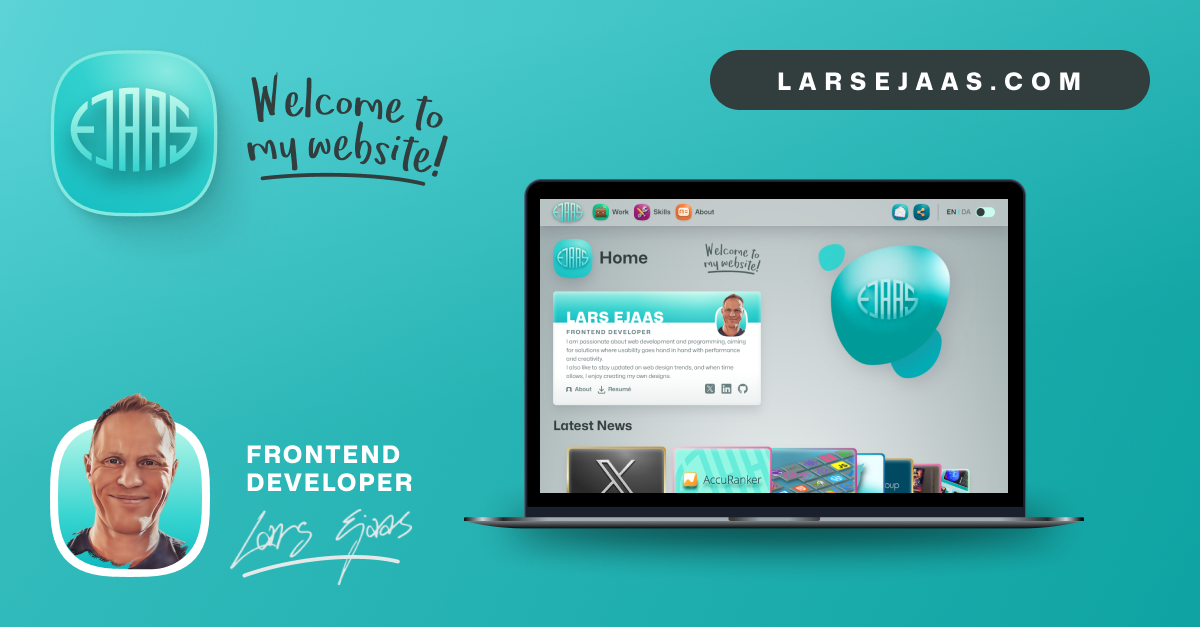 EJAAS
Welcome to
my website!
LARSEJAAS.COM
EJAAS
Work
Skills
About
EN | DA
EJAAS
Home
Welcome to
my website!
EJAAS
LARS EJAAS
FRONTEND DEVELOPER
I am passionate about web development and programming, aiming
for solutions where usability goes hand in hand with performance
and creativity.
I also like to stay updated on web design trends, and when time
allows, I enjoy creating my own designs.
About
Resumé
Latest News
X
AccuRanker
oup
FRONTEND
DEVELOPER
Lars Ejaas